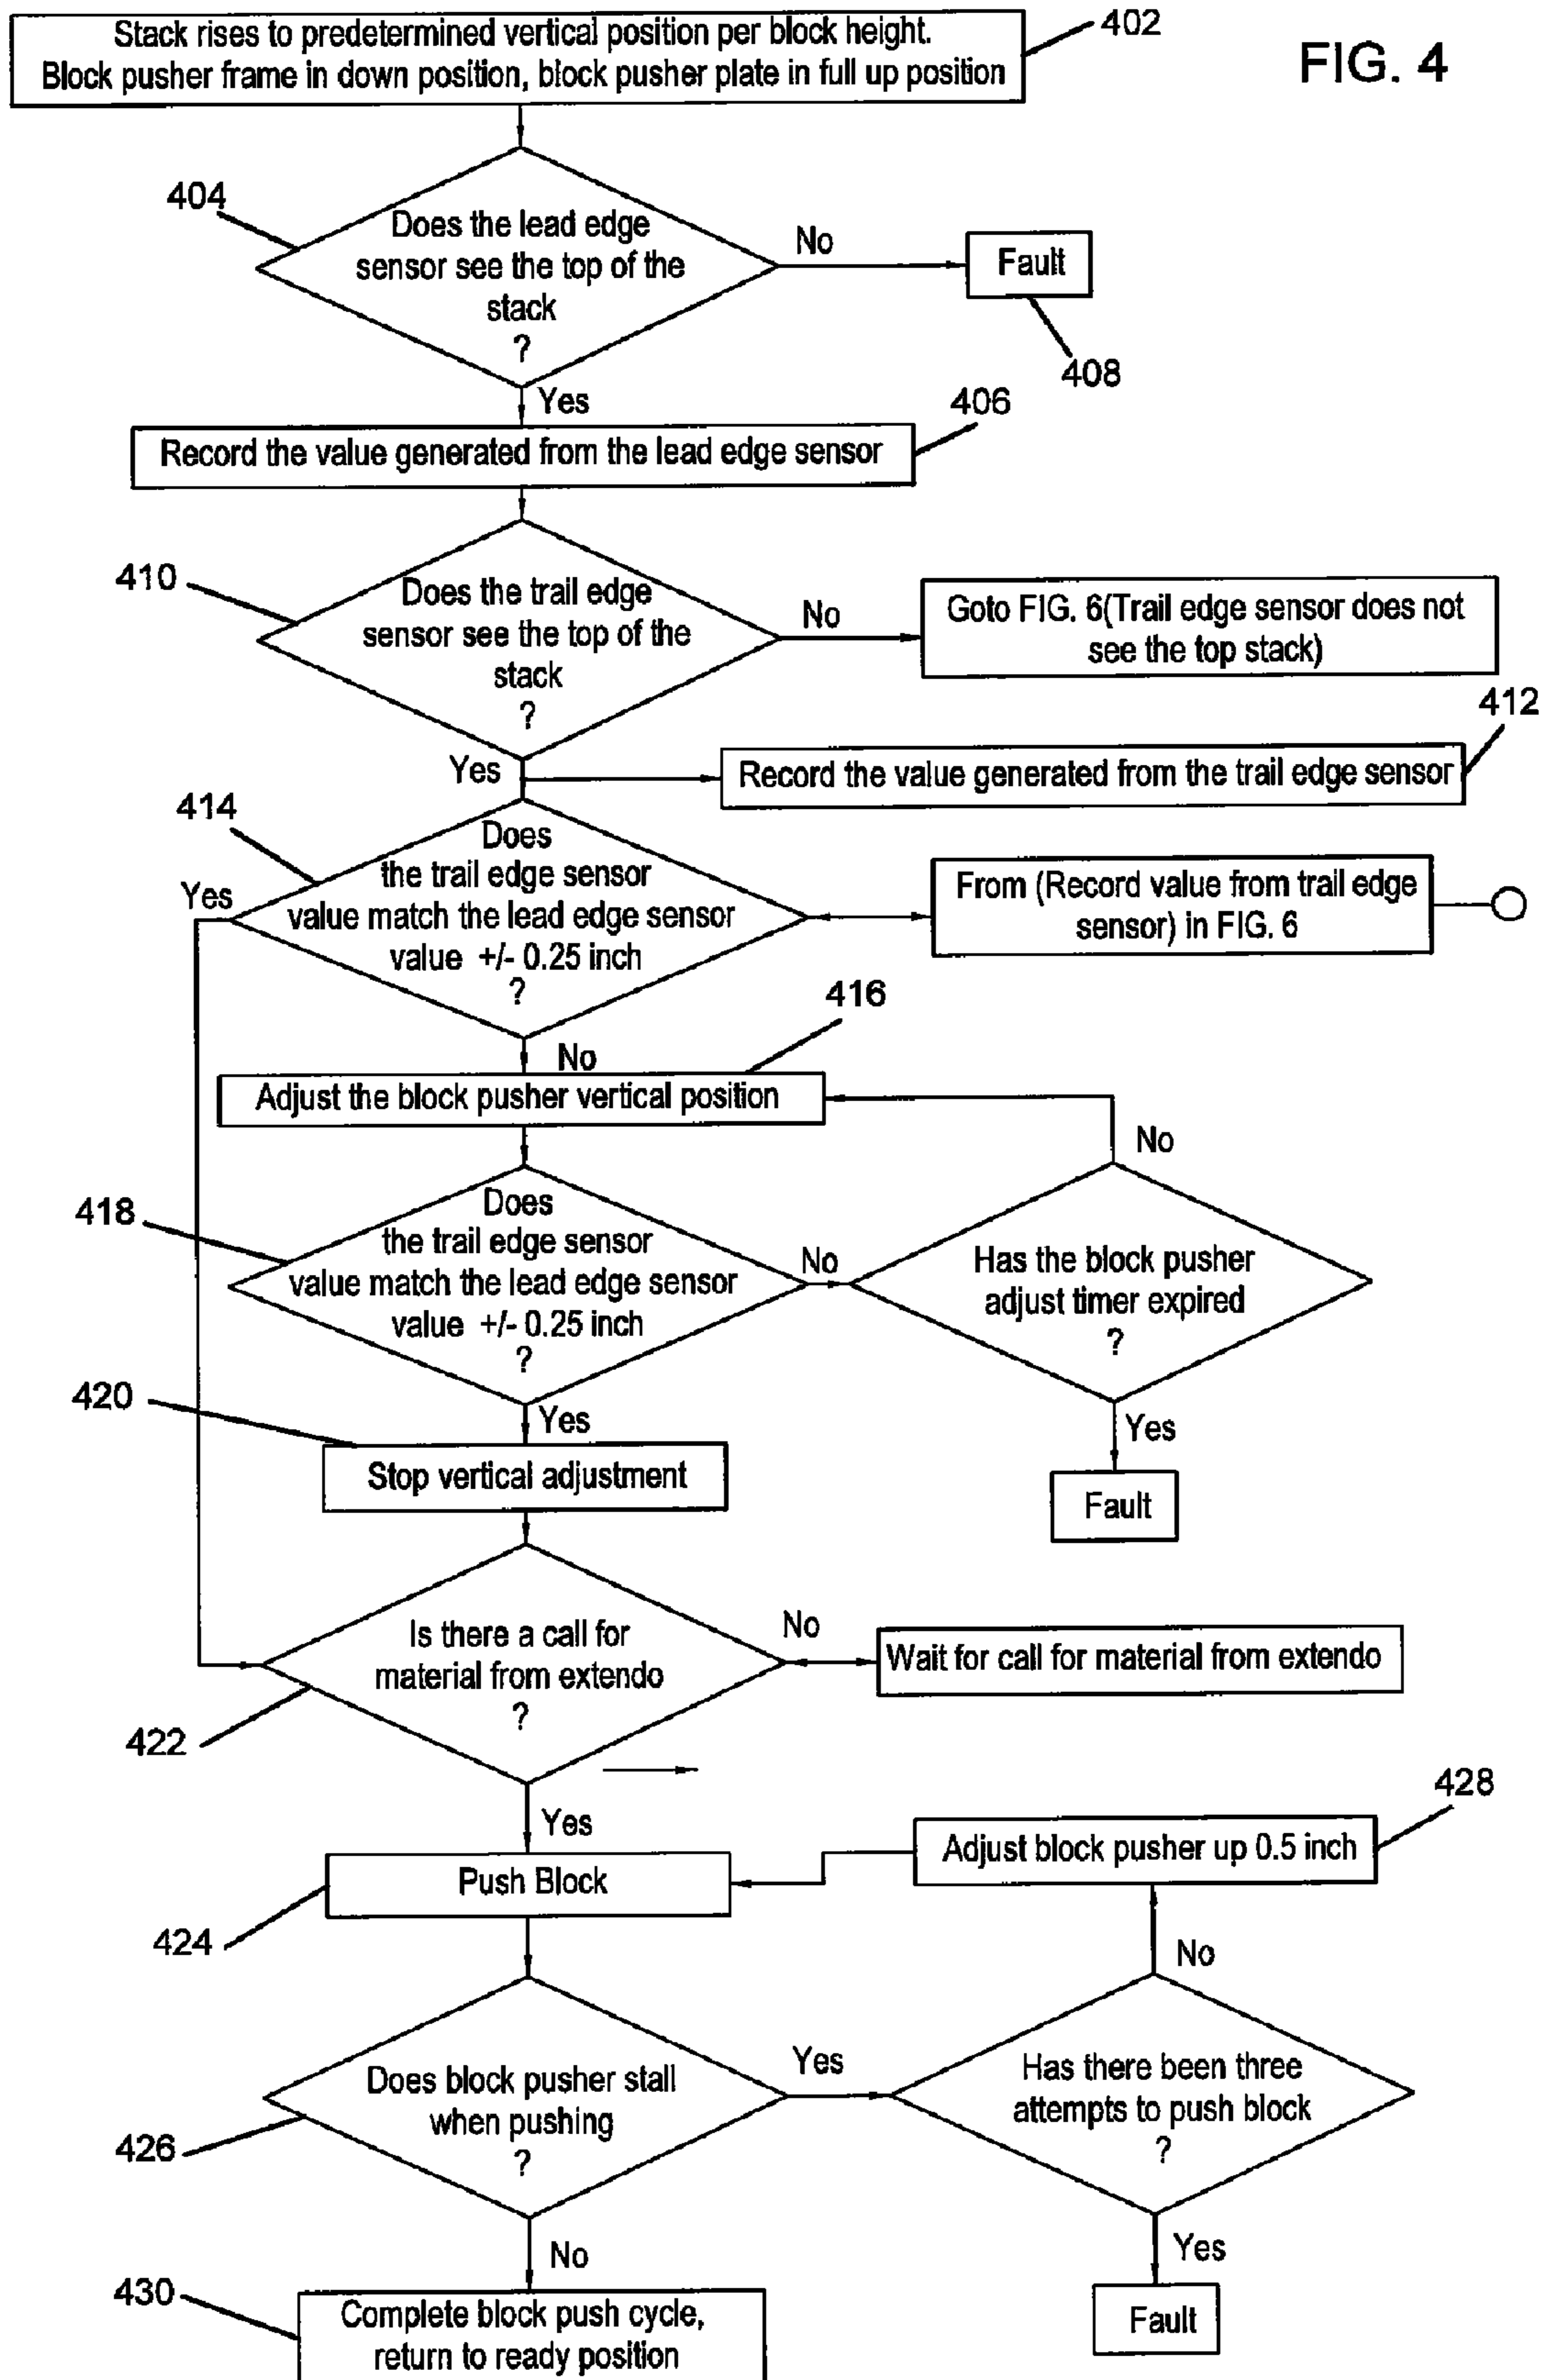 Stack rises to predetermined vertical position per block height.
Block pusher frame in down position, block pusher plate in full up position
402
FIG. 4
404
Does the lead edge
sensor see the top of the
stack
?
No
Fault
408
Yes
406
Record the value generated from the lead edge sensor
410
Does the trail edge
sensor see the top of the
stack
?
No
Goto FIG. 6(Trail edge sensor does not
see the top stack)
412
Yes
Record the value generated from the trail edge sensor
414
Does
the trail edge sensor
value match the lead edge sensor
value +/- 0.25 inch
?
Yes
From (Record value from trail edge
sensor) in FIG. 6
416
No
Adjust the block pusher vertical position
No
418
Does
the trail edge sensor
value match the lead edge sensor
value +/- 0.25 inch
?
No
Has the block pusher
adjust timer expired
?
420
Yes
Yes
Stop vertical adjustment
Fault
Is there a call for
material from extendo
?
No
Wait for call for material from extendo
422
Yes
428
Adjust block pusher up 0.5 inch
Push Block
424
No
Does block pusher stall
when pushing
?
Yes
Has there been three
attempts to push block
?
426
No
Yes
430
Complete block push cycle,
return to ready position
Fault